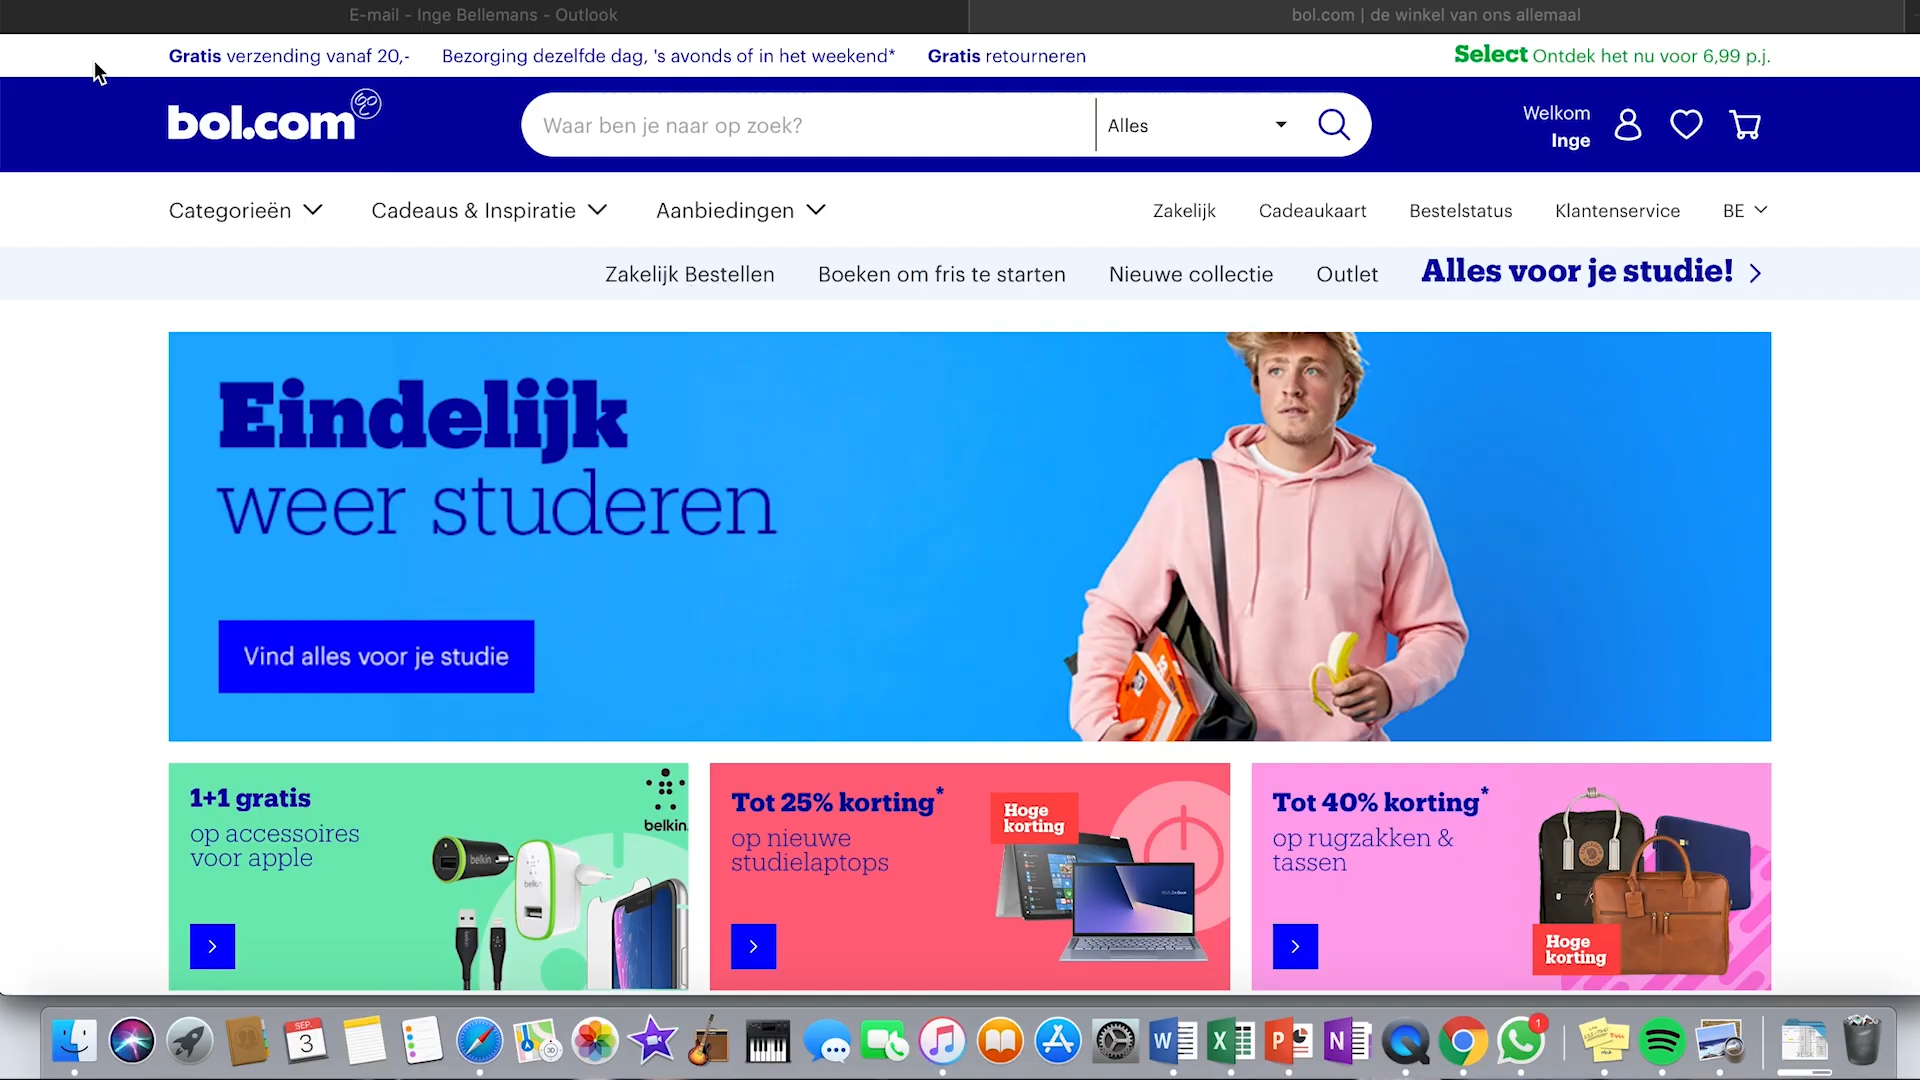 E-mail - Inge Bellemans - Outlook
bol.com | de winkel van ons allemaal
Gratis verzending vanaf 20,-
Bezorging dezelfde dag, 's avonds of in het weekend*
Gratis retourneren
Select Ontdek het nu voor 6,99 p.j.
bol.com
Waar ben je naar op zoek?
Alles
Welkom
Inge
Categorieën
Cadeaus & Inspiratie
Aanbiedingen
Zakelijk
Cadeaukaart
Bestelstatus
Klantenservice
BE
Zakelijk Bestellen
Boeken om fris te starten
Nieuwe collectie
Outlet
Alles voor je studie!
Eindelijk
weer studeren
Vind alles voor je studie
1+1 gratis
op accessoires
voor apple
belkin
belkin
Tot 25% korting*
op nieuwe
studielaptops
Hoge
korting
Tot 40% korting*
op rugzakken &
tassen
Hoge
korting
SEP.
3
3D
W
X
P
N
1